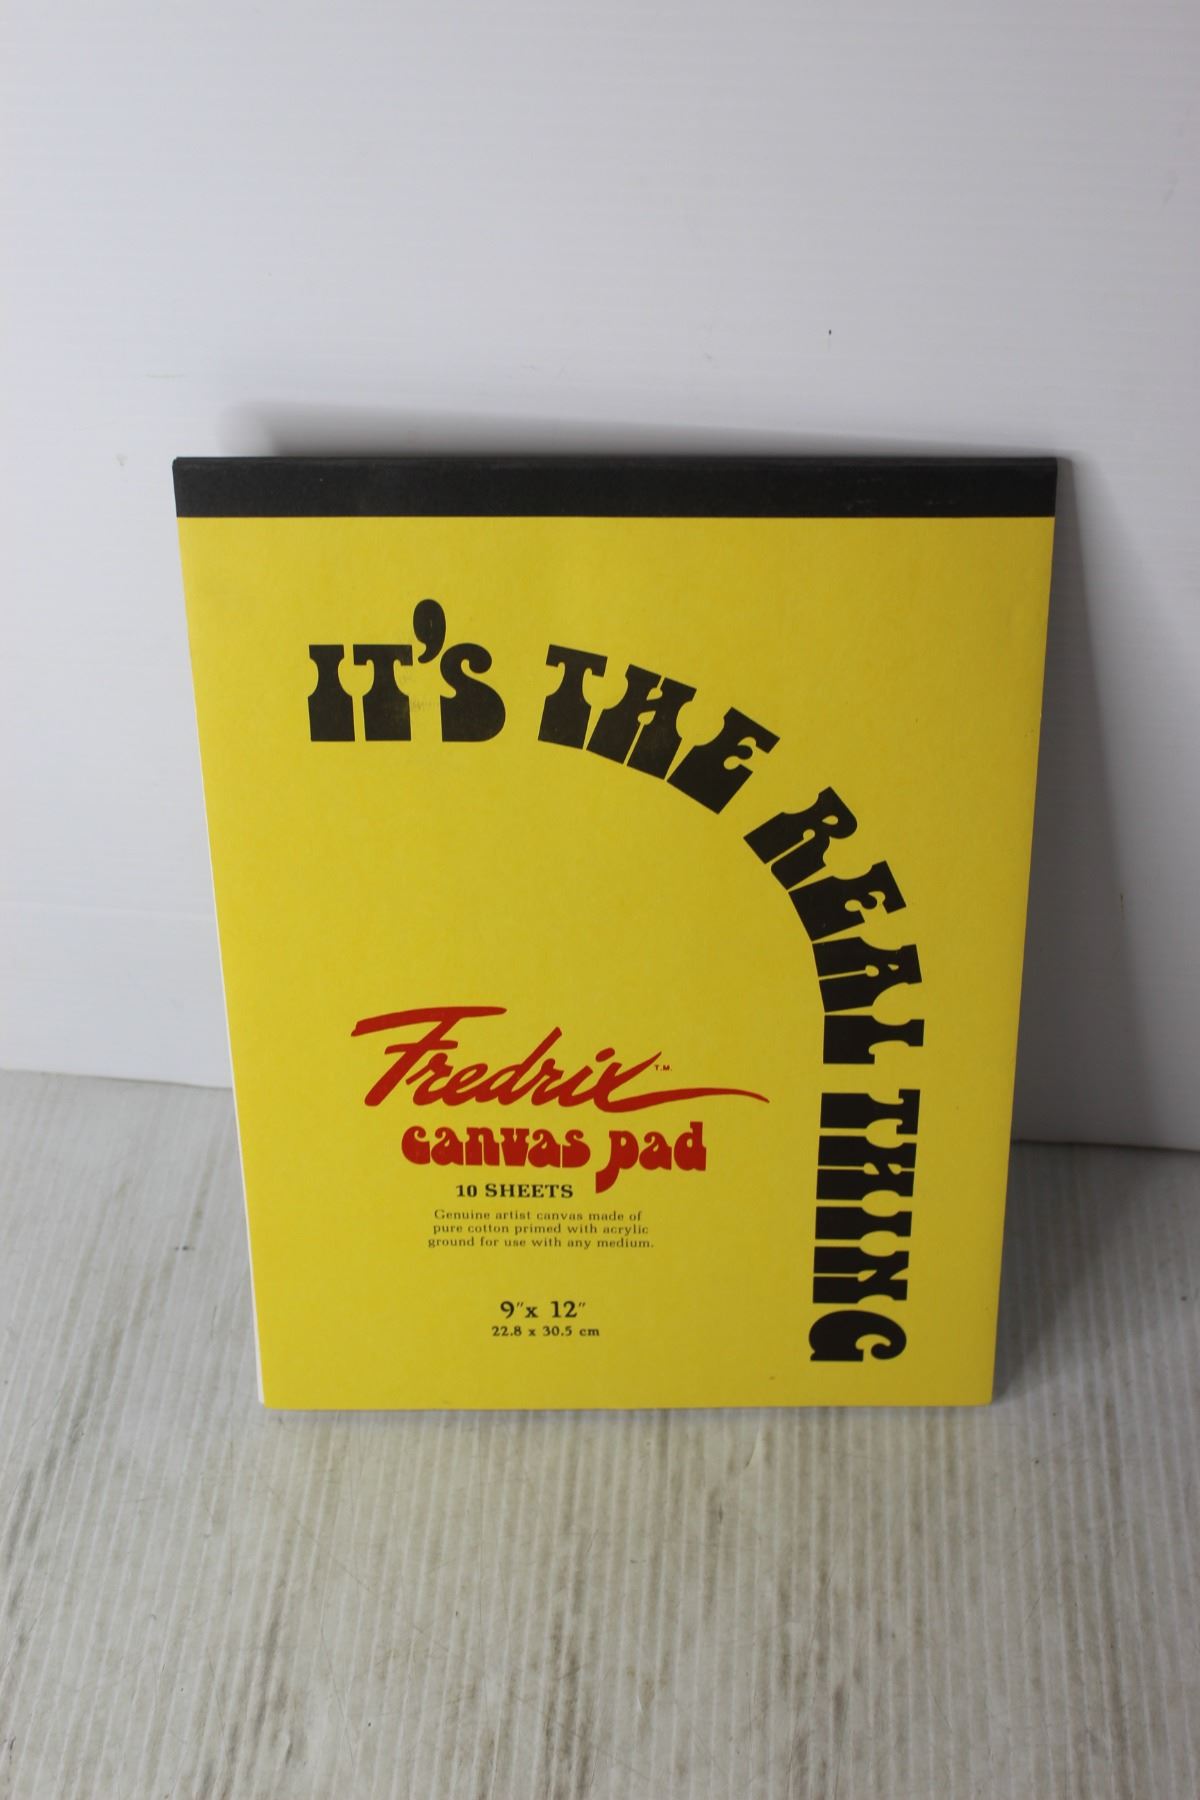 IT'S THE REAL THING
Fredrix T.M.
canvas pad
10 SHEETS
Genuine artist canvas made of
pure cotton primed with acrylic
ground for use with any medium.
9" x 12"
22.8 x 30.5 cm